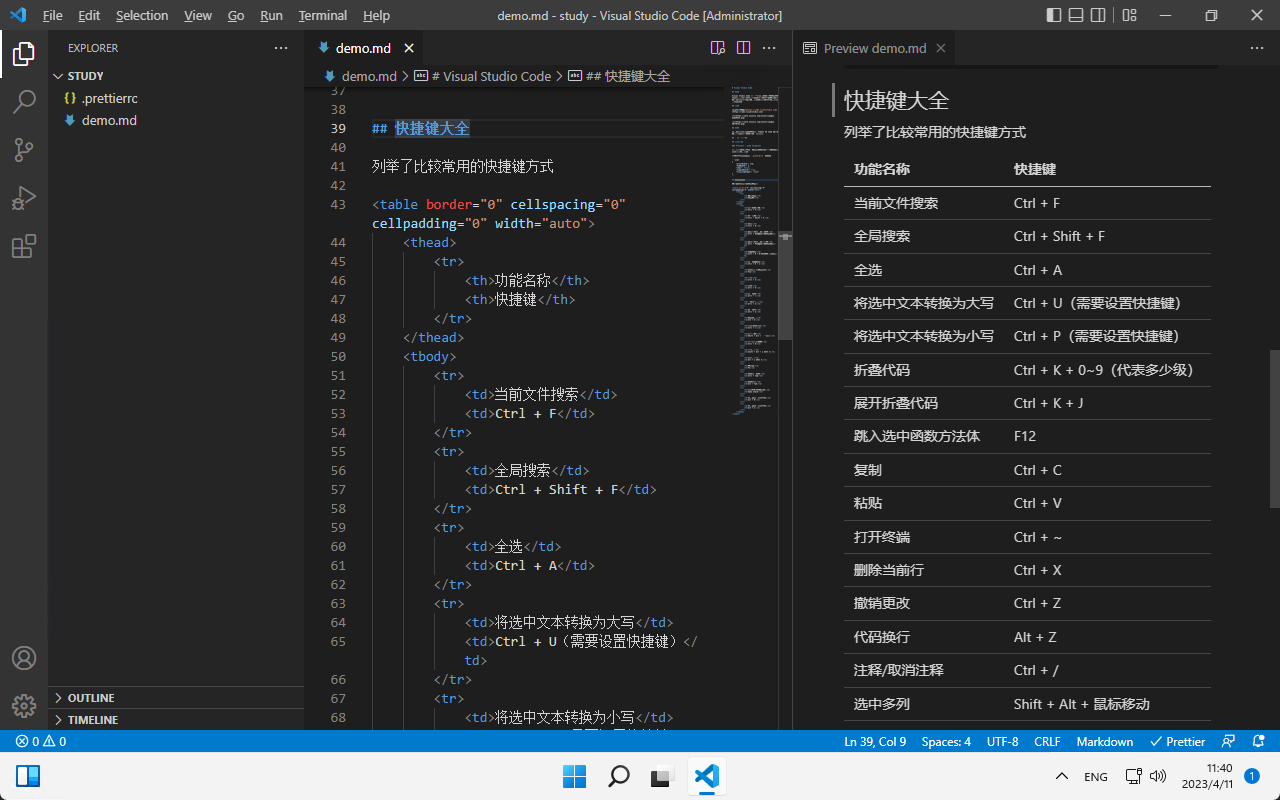 File Edit Selection View Go Run Terminal Help
demo.md - study - Visual Studio Code [Administrator]
EXPLORER
STUDY
{} .prettierrc
demo.md
OUTLINE
TIMELINE
demo.md
demo.md > # Visual Studio Code > ## 快捷键大全
37
38
39 ## 快捷键大全
40
41 列举了比较常用的快捷键方式
42
43 <table border="0" cellspacing="0"
cellpadding="0" width="auto">
44 <thead>
45 <tr>
46 <th>功能名称</th>
47 <th>快捷键</th>
48 </tr>
49 </thead>
50 <tbody>
51 <tr>
52 <td>当前文件搜索</td>
53 <td>Ctrl + F</td>
54 </tr>
55 <tr>
56 <td>全局搜索</td>
57 <td>Ctrl + Shift + F</td>
58 </tr>
59 <tr>
60 <td>全选</td>
61 <td>Ctrl + A</td>
62 </tr>
63 <tr>
64 <td>将选中文本转换为大写</td>
65 <td>Ctrl + U（需要设置快捷键）</
td>
66 </tr>
67 <tr>
68 <td>将选中文本转换为小写</td>
Preview demo.md
快捷键大全
列举了比较常用的快捷键方式
功能名称 快捷键
当前文件搜索 Ctrl + F
全局搜索 Ctrl + Shift + F
全选 Ctrl + A
将选中文本转换为大写 Ctrl + U（需要设置快捷键）
将选中文本转换为小写 Ctrl + P（需要设置快捷键）
折叠代码 Ctrl + K + 0~9（代表多少级）
展开折叠代码 Ctrl + K + J
跳入选中函数方法体 F12
复制 Ctrl + C
粘贴 Ctrl + V
打开终端 Ctrl + ~
删除当前行 Ctrl + X
撤销更改 Ctrl + Z
代码换行 Alt + Z
注释/取消注释 Ctrl + /
选中多列 Shift + Alt + 鼠标移动
0 0
Ln 39, Col 9 Spaces: 4 UTF-8 CRLF Markdown Prettier
ENG
11:40
2023/4/11
1